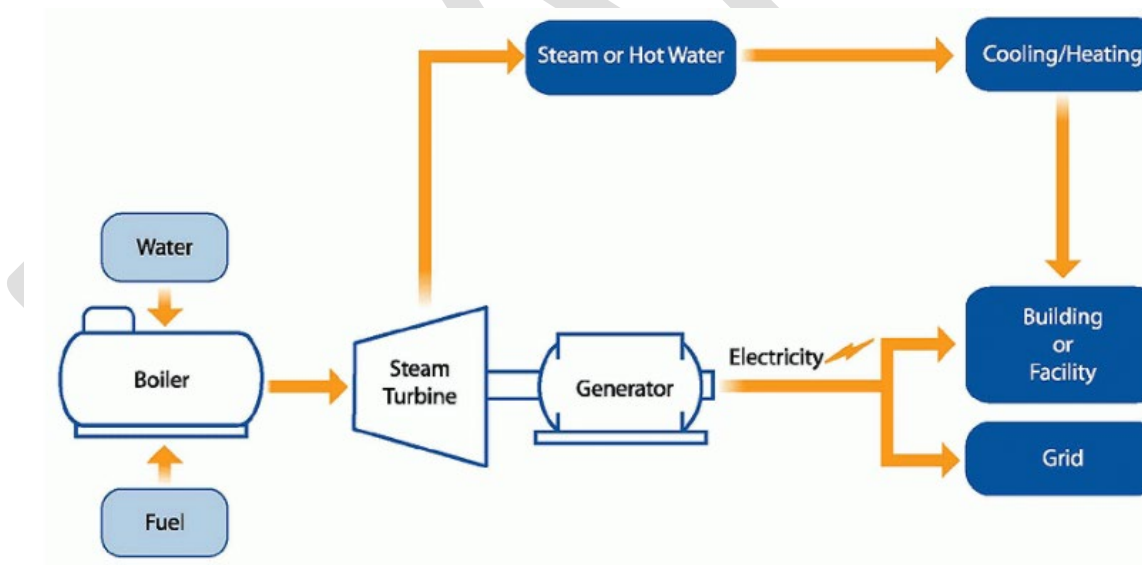 Steam or Hot Water
Cooling/Heating
Water
Boiler
Steam
Turbine
Generator
Electricity
Building
or
Facility
Grid
Fuel